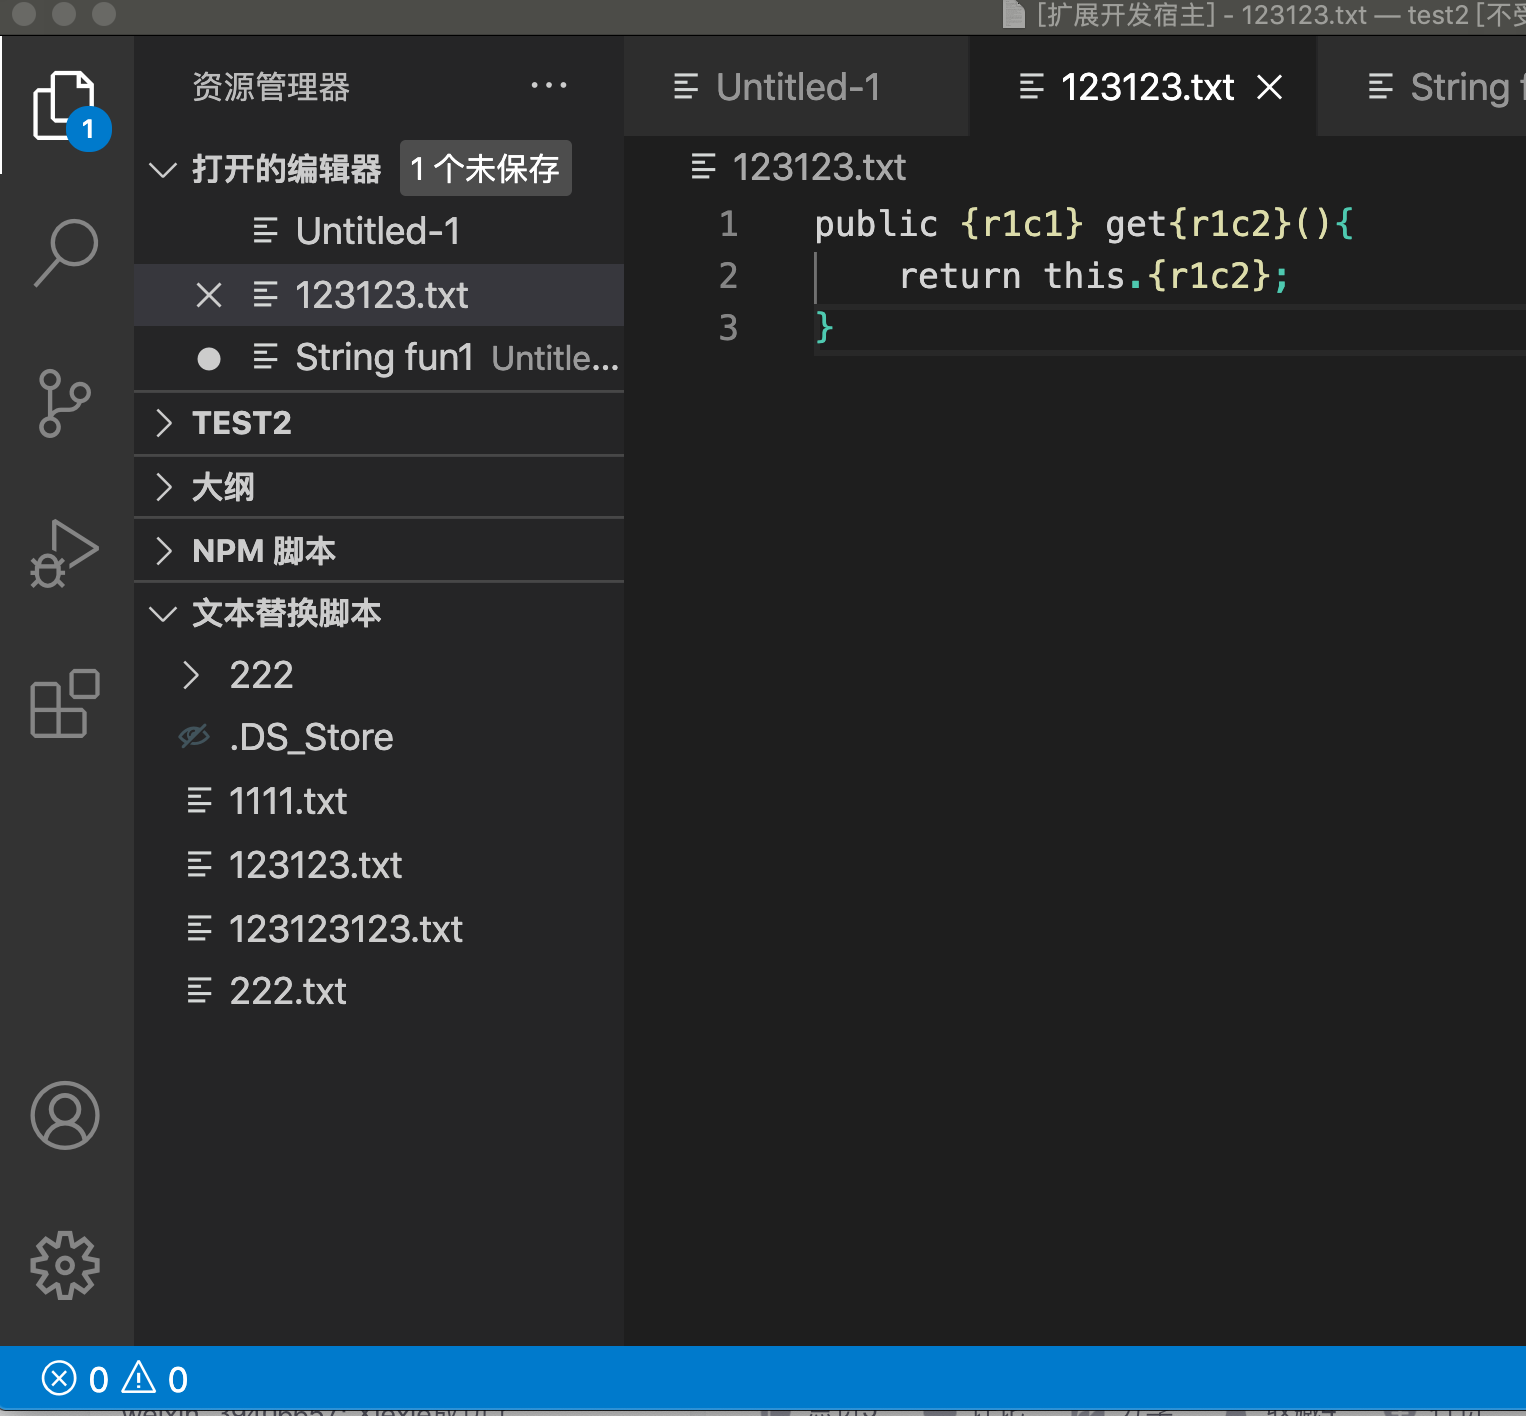 [扩展开发宿主] - 123123.txt — test2 [不受
资源管理器 ...
1
打开的编辑器 1 个未保存
Untitled-1
123123.txt
String fun1 Untitle...
TEST2
大纲
NPM 脚本
文本替换脚本
222
.DS_Store
1111.txt
123123.txt
123123123.txt
222.txt
Untitled-1 123123.txt String f
123123.txt
1 public {r1c1} get{r1c2}(){
2 return this.{r1c2};
3 }
0 0